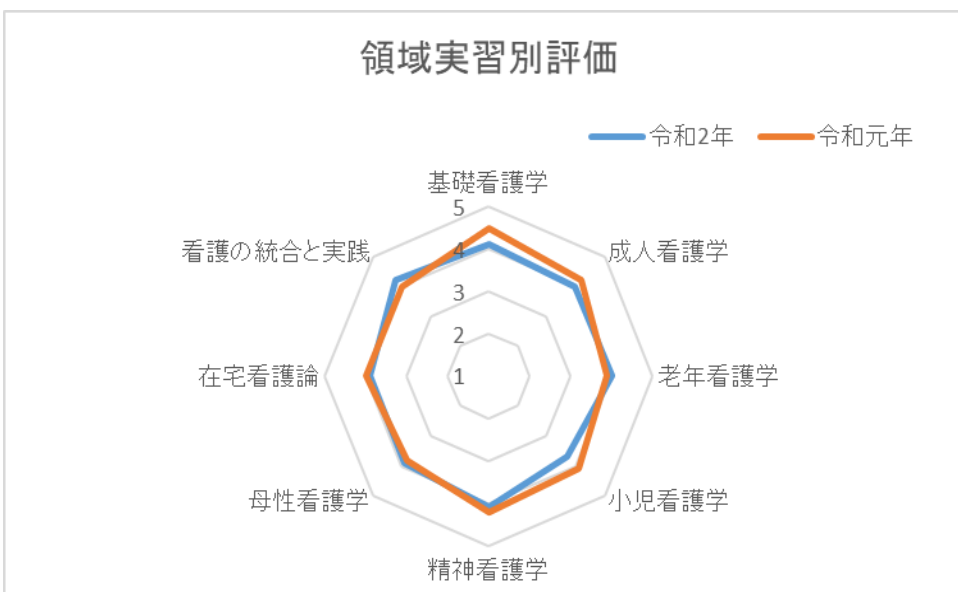 領域実習別評価
令和2年 令和元年
基礎看護学
5
看護の統合と実践
4
成人看護学
3
2
在宅看護論
1
老年看護学
母性看護学
小児看護学
精神看護学